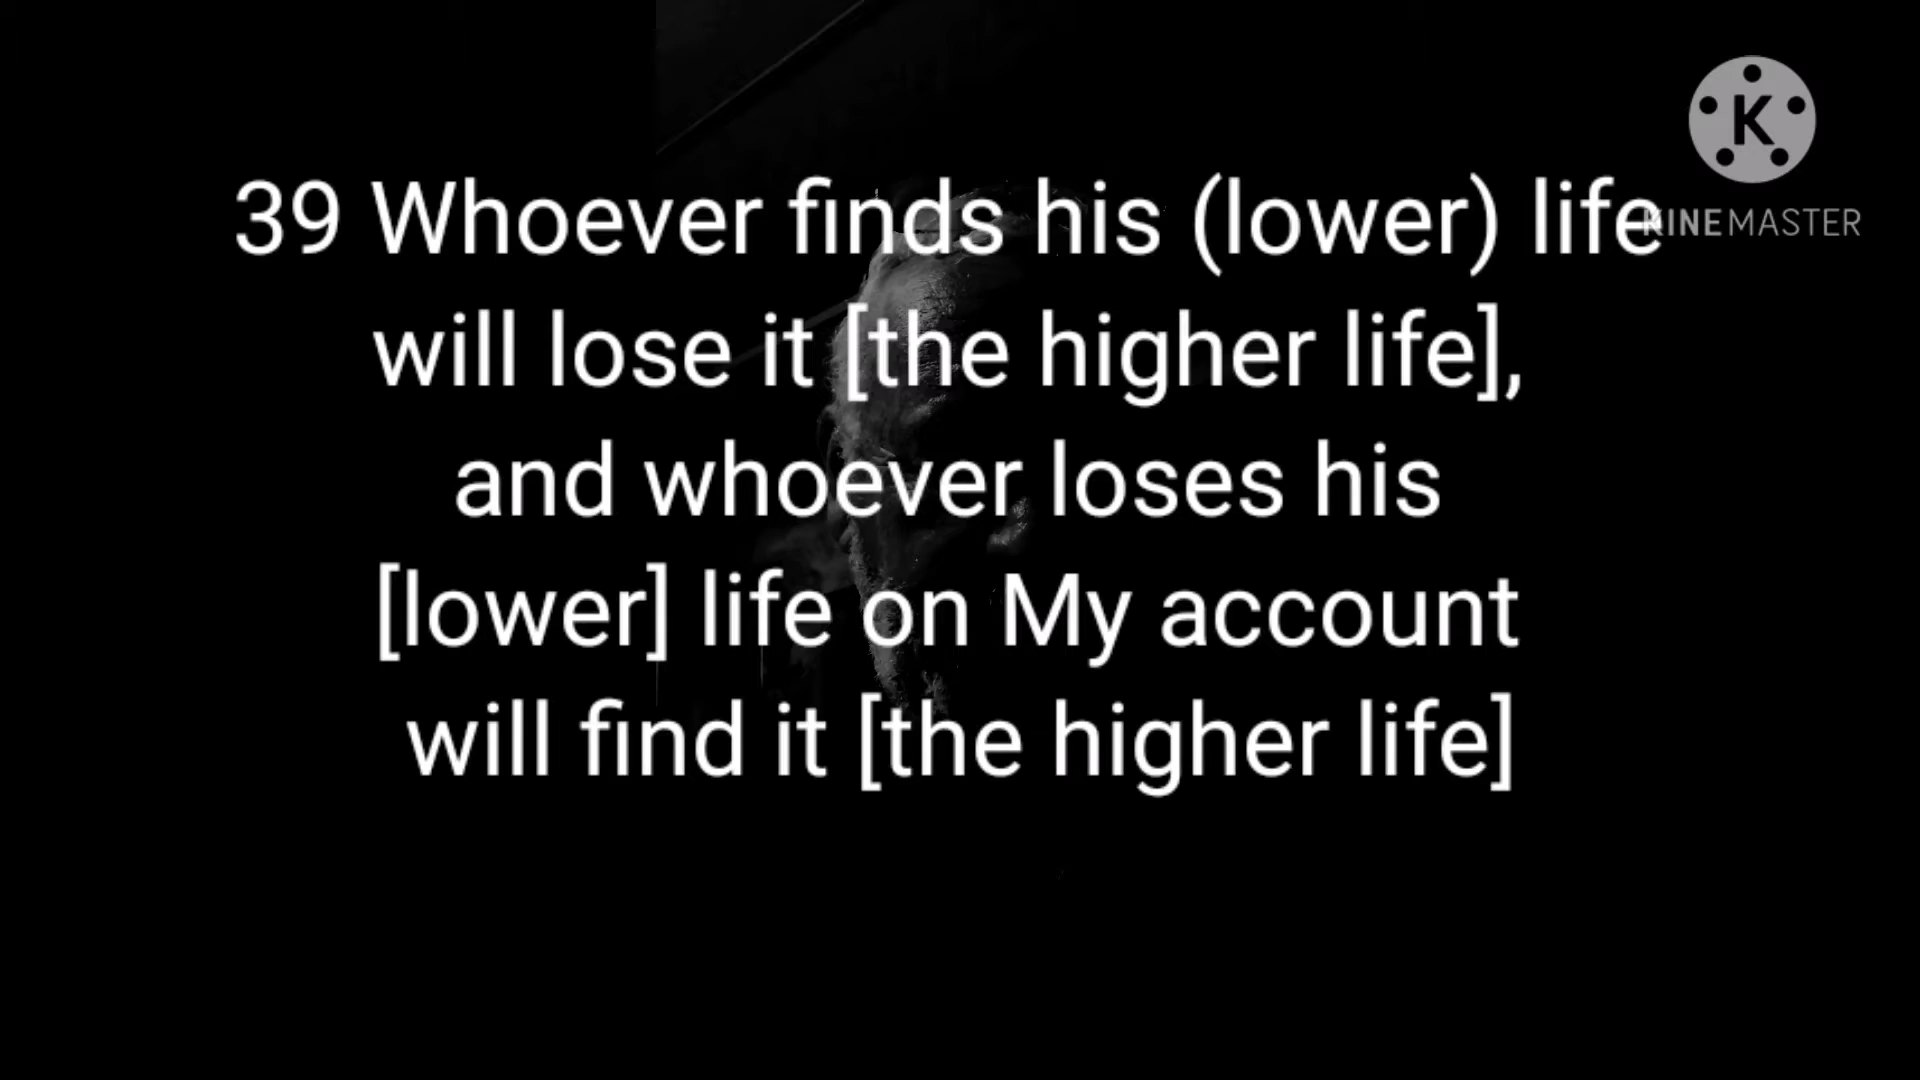 39 Whoever finds his (lower) life
will lose it [the higher life],
and whoever loses his
[lower] life on My account
will find it [the higher life]
K
KINEMASTER